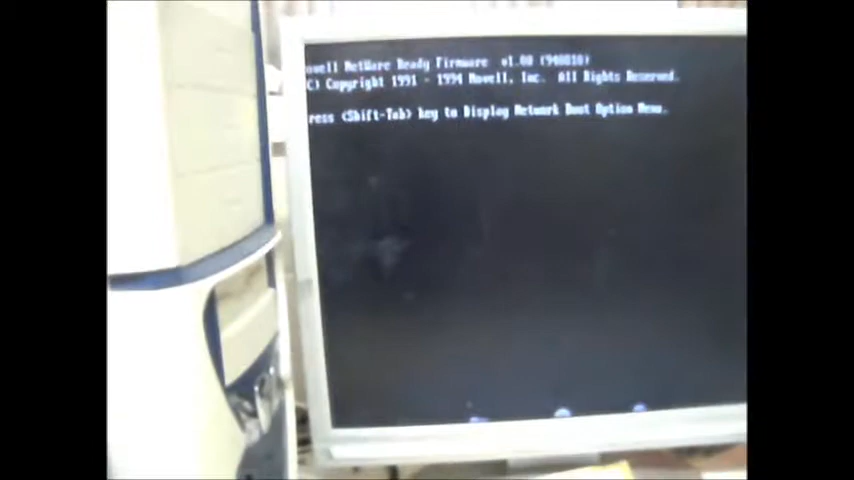 ovell NetWare Ready Firmware v1.00 (940810)
C) Copyright 1991 - 1994 Novell, Inc. All Rights Reserved.
ress <Shift-Tab> key to Display Network Boot Option Menu.